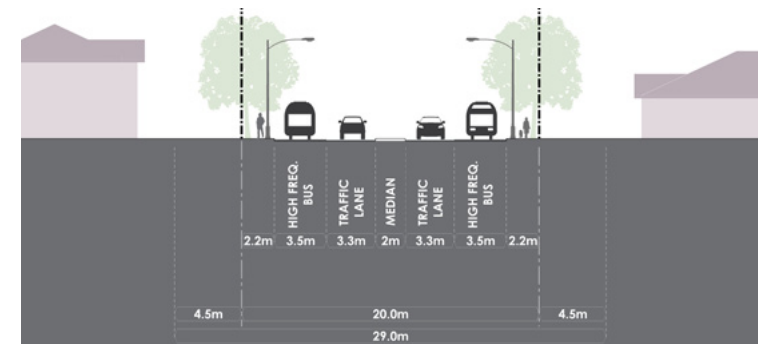 HIGH FREQ.
BUS
TRAFFIC
LANE
MEDIAN
TRAFFIC
LANE
HIGH FREQ.
BUS
2.2m 3.5m 3.3m 2m 3.3m 3.5m 2.2m
4.5m 20.0m 4.5m
29.0m